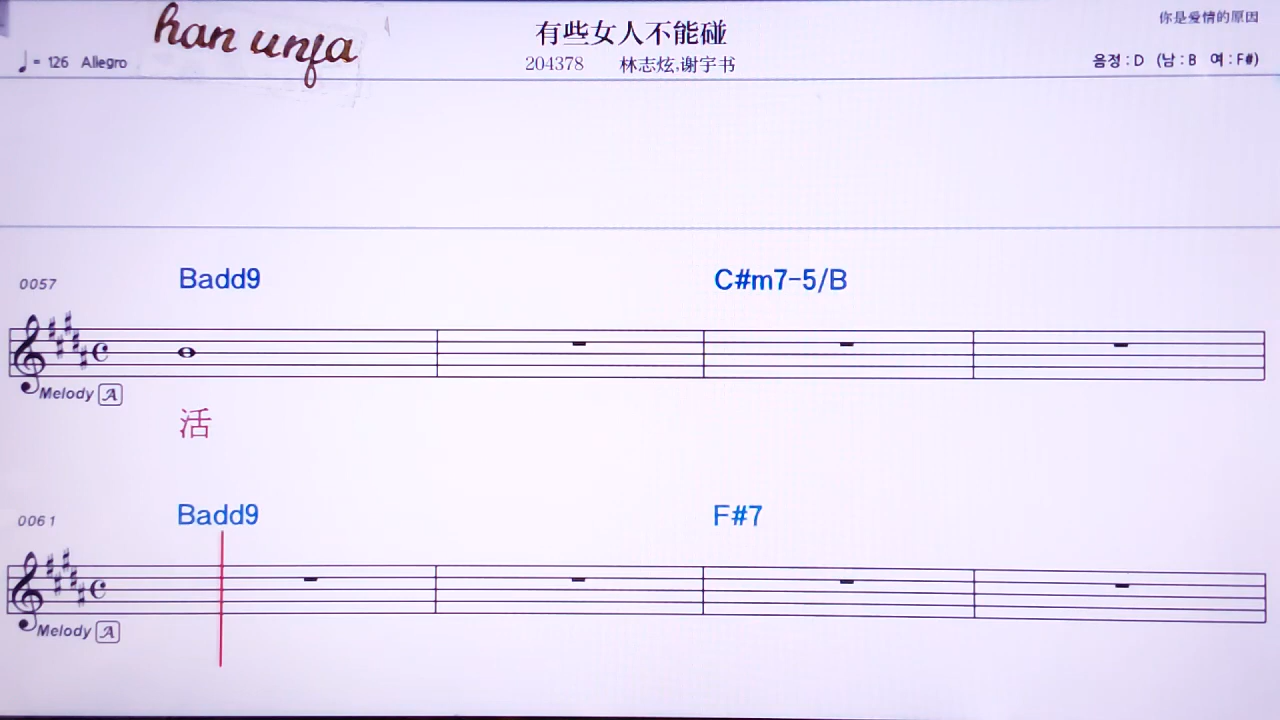 han unfa
有些女人不能碰
你是爱情的原因
♩= 126 Allegro
204378 林志炫,谢宇书
음정 : D (남 : B 여 : F#)
0057 Badd9 C#m7-5/B
Melody A
活
0061 Badd9 F#7
Melody A